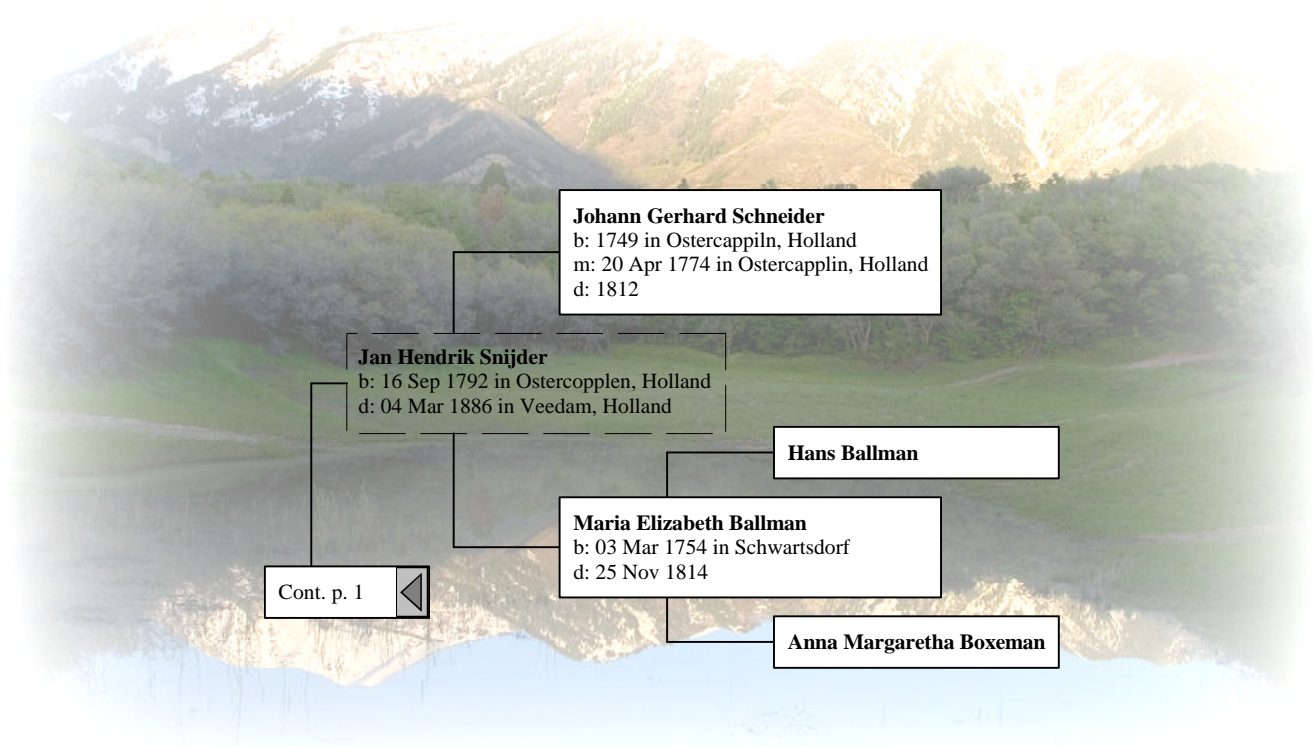 Johann Gerhard Schneider
b: 1749 in Ostercappiln, Holland
m: 20 Apr 1774 in Ostercapplin, Holland
d: 1812
Jan Hendrik Snijder
b: 16 Sep 1792 in Ostercopplen, Holland
d: 04 Mar 1886 in Veedam, Holland
Hans Ballman
Maria Elizabeth Ballman
b: 03 Mar 1754 in Schwartsdorf
d: 25 Nov 1814
Cont. p. 1
Anna Margaretha Boxeman